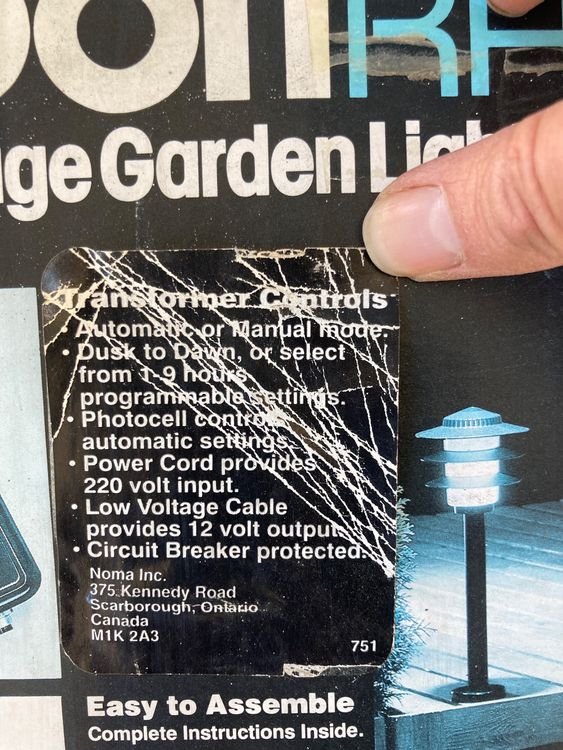 Garden
Transformer Controls
• Automatic or Manual mode.
• Dusk to Dawn, or select
from 1-9 hours
programmable settings.
• Photocell controls
automatic settings.
• Power Cord provides
220 volt input.
• Low Voltage Cable
provides 12 volt output.
• Circuit Breaker protected.
Noma Inc.
375 Kennedy Road
Scarborough, Ontario
Canada
M1K 2A3
751
Easy to Assemble
Complete Instructions Inside.